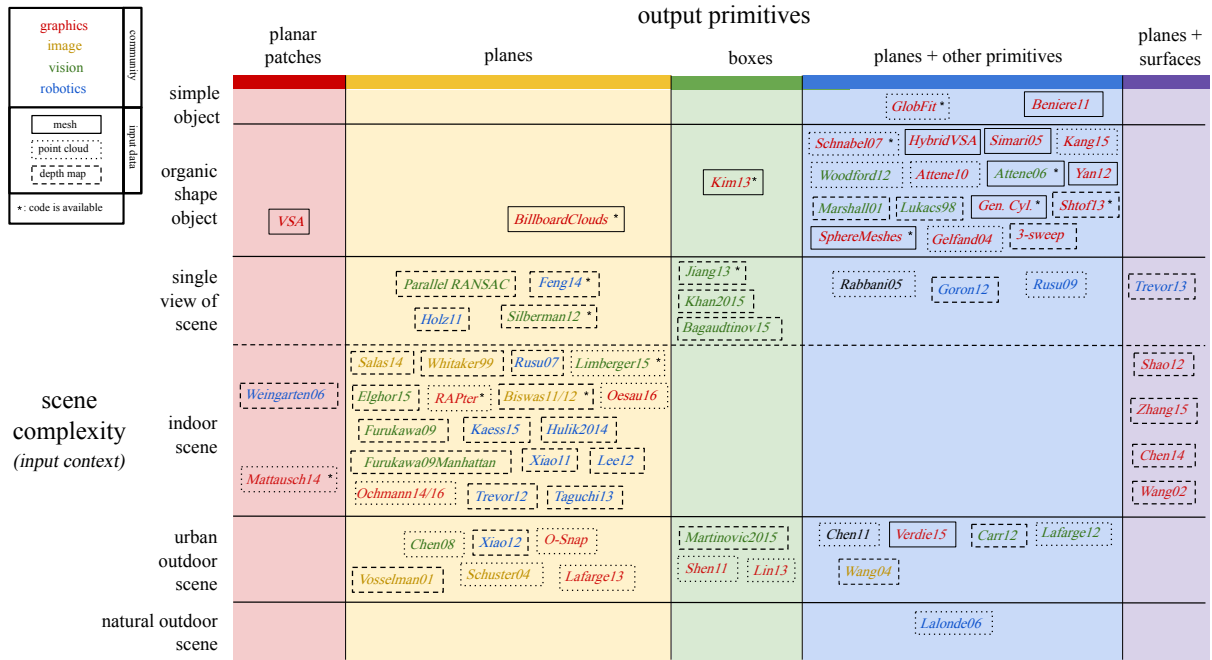 output primitives
graphics
image
vision
robotics
community
mesh
point cloud
depth map
input data
*: code is available
planar
patches
planes
boxes
planes + other primitives
planes +
surfaces
scene
complexity
(input context)
simple
object
GlobFit *
Beniere11
organic
shape
object
VSA
BillboardClouds *
Kim13*
Schnabel07 *
HybridVSA
Simari05
Kang15
Woodford12
Attene10
Attene06 *
Yan12
Marshall01
Lukacs98
Gen. Cyl. *
Shtof13 *
SphereMeshes *
Gelfand04
3-sweep
single
view of
scene
Parallel RANSAC
Feng14 *
Holz11
Silberman12 *
Jiang13 *
Khan2015
Bagaudtinov15
Rabbani05
Goron12
Rusu09
Trevor13
indoor
scene
Weingarten06
Mattausch14 *
Salas14
Whitaker99
Rusu07
Limberger15 *
Elghor15
RAPter *
Biswas11/12 *
Oesau16
Furukawa09
Kaess15
Hulik2014
Furukawa09Manhattan
Xiao11
Lee12
Ochmann14/16
Trevor12
Taguchi13
Shao12
Zhang15
Chen14
Wang02
urban
outdoor
scene
Chen08
Xiao12
O-Snap
Vosselman01
Schuster04
Lafarge13
Martinovic2015
Shen11
Lin13
Chen11
Verdie15
Carr12
Lafarge12
Wang04
natural outdoor
scene
Lalonde06